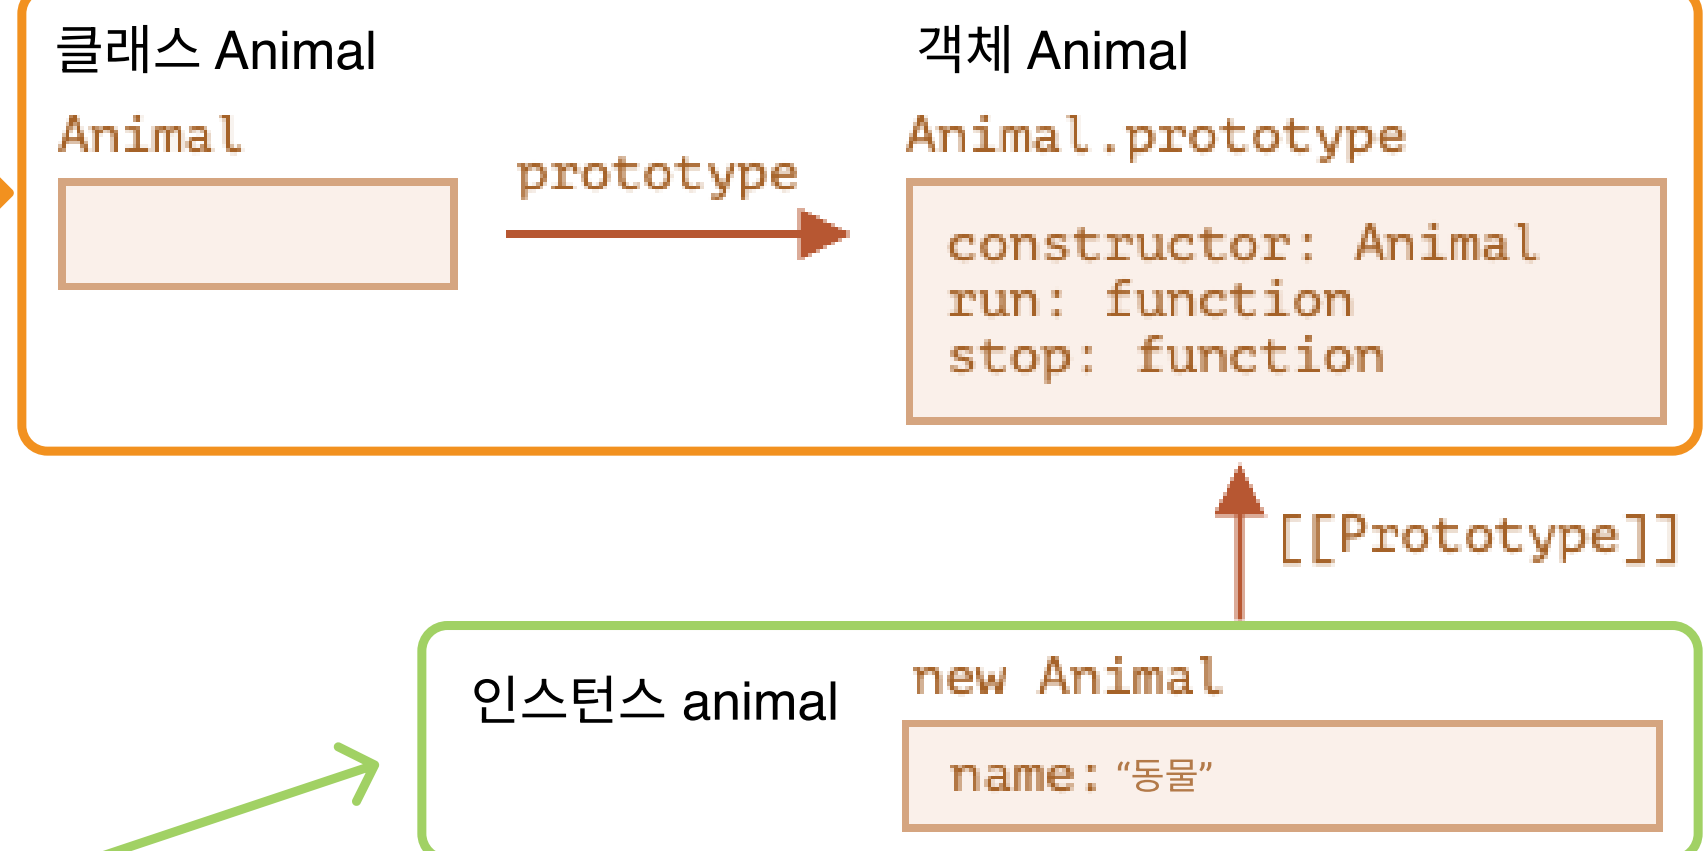 클래스 Animal
객체 Animal
Animal
prototype
Animal.prototype
constructor: Animal
run: function
stop: function
[[Prototype]]
인스턴스 animal
new Animal
name: “동물”